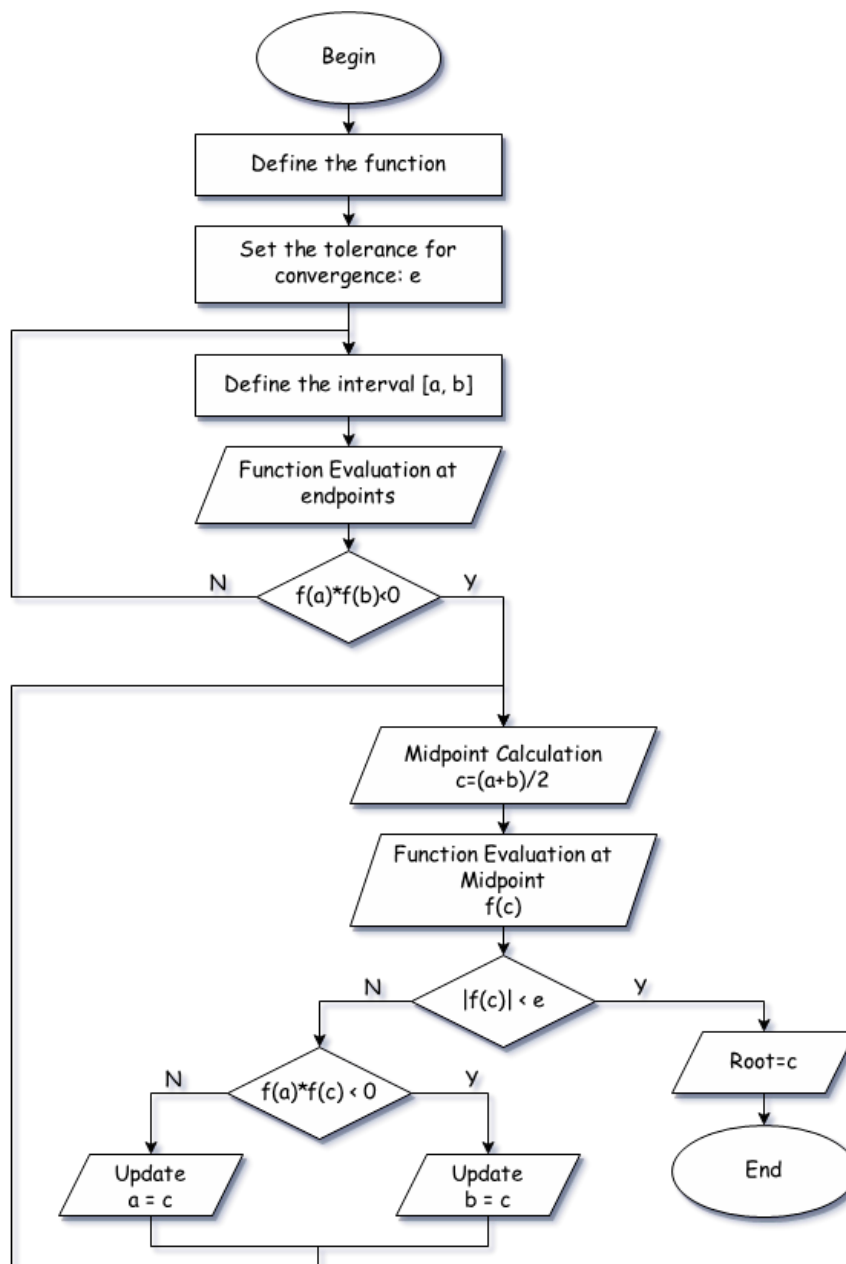 Begin
Define the function
Set the tolerance for
convergence: e
Define the interval [a, b]
Function Evaluation at
endpoints
N
f(a)*f(b)<0
Y
Midpoint Calculation
c=(a+b)/2
Function Evaluation at
Midpoint
f(c)
N
|f(c)| < e
Y
Root=c
N
f(a)*f(c) < 0
Y
Update
a = c
Update
b = c
End